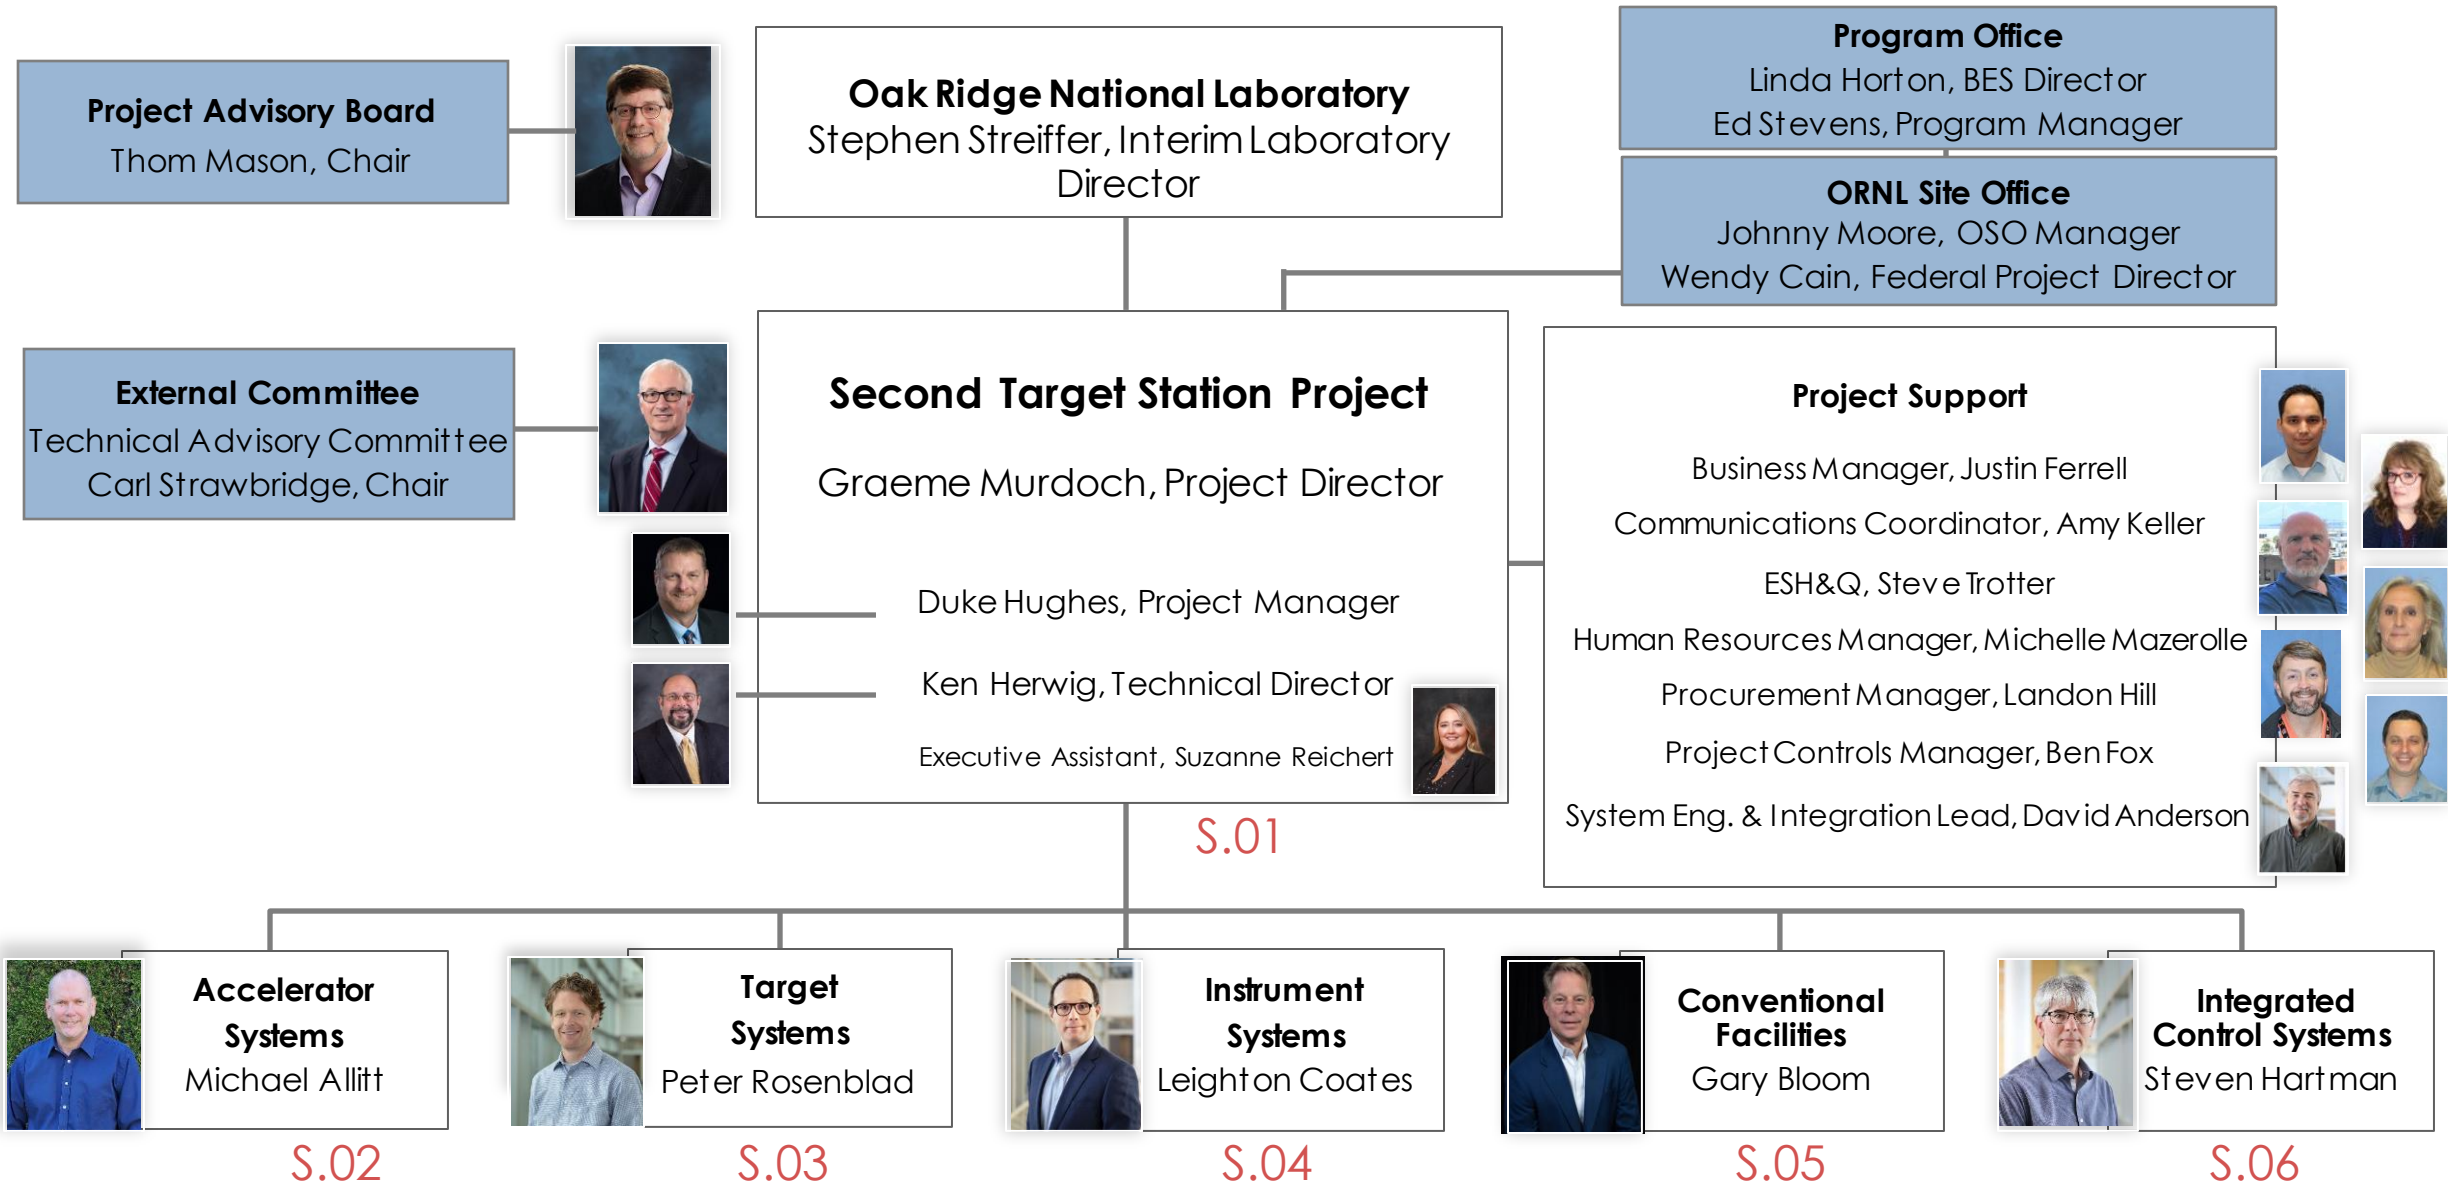 Project Advisory Board
Thom Mason, Chair
Oak Ridge National Laboratory
Stephen Streiffer, Interim Laboratory
Director
Program Office
Linda Horton, BES Director
Ed Stevens, Program Manager
ORNL Site Office
Johnny Moore, OSO Manager
Wendy Cain, Federal Project Director
External Committee
Technical Advisory Committee
Carl Strawbridge, Chair
Second Target Station Project
Graeme Murdoch, Project Director
Duke Hughes, Project Manager
Ken Herwig, Technical Director
Executive Assistant, Suzanne Reichert
S.01
Project Support
Business Manager, Justin Ferrell
Communications Coordinator, Amy Keller
ESH&Q, Steve Trotter
Human Resources Manager, Michelle Mazerolle
Procurement Manager, Landon Hill
Project Controls Manager, Ben Fox
System Eng. & Integration Lead, David Anderson
Accelerator
Systems
Michael Allitt
S.02
Target
Systems
Peter Rosenblad
S.03
Instrument
Systems
Leighton Coates
S.04
Conventional
Facilities
Gary Bloom
S.05
Integrated
Control Systems
Steven Hartman
S.06